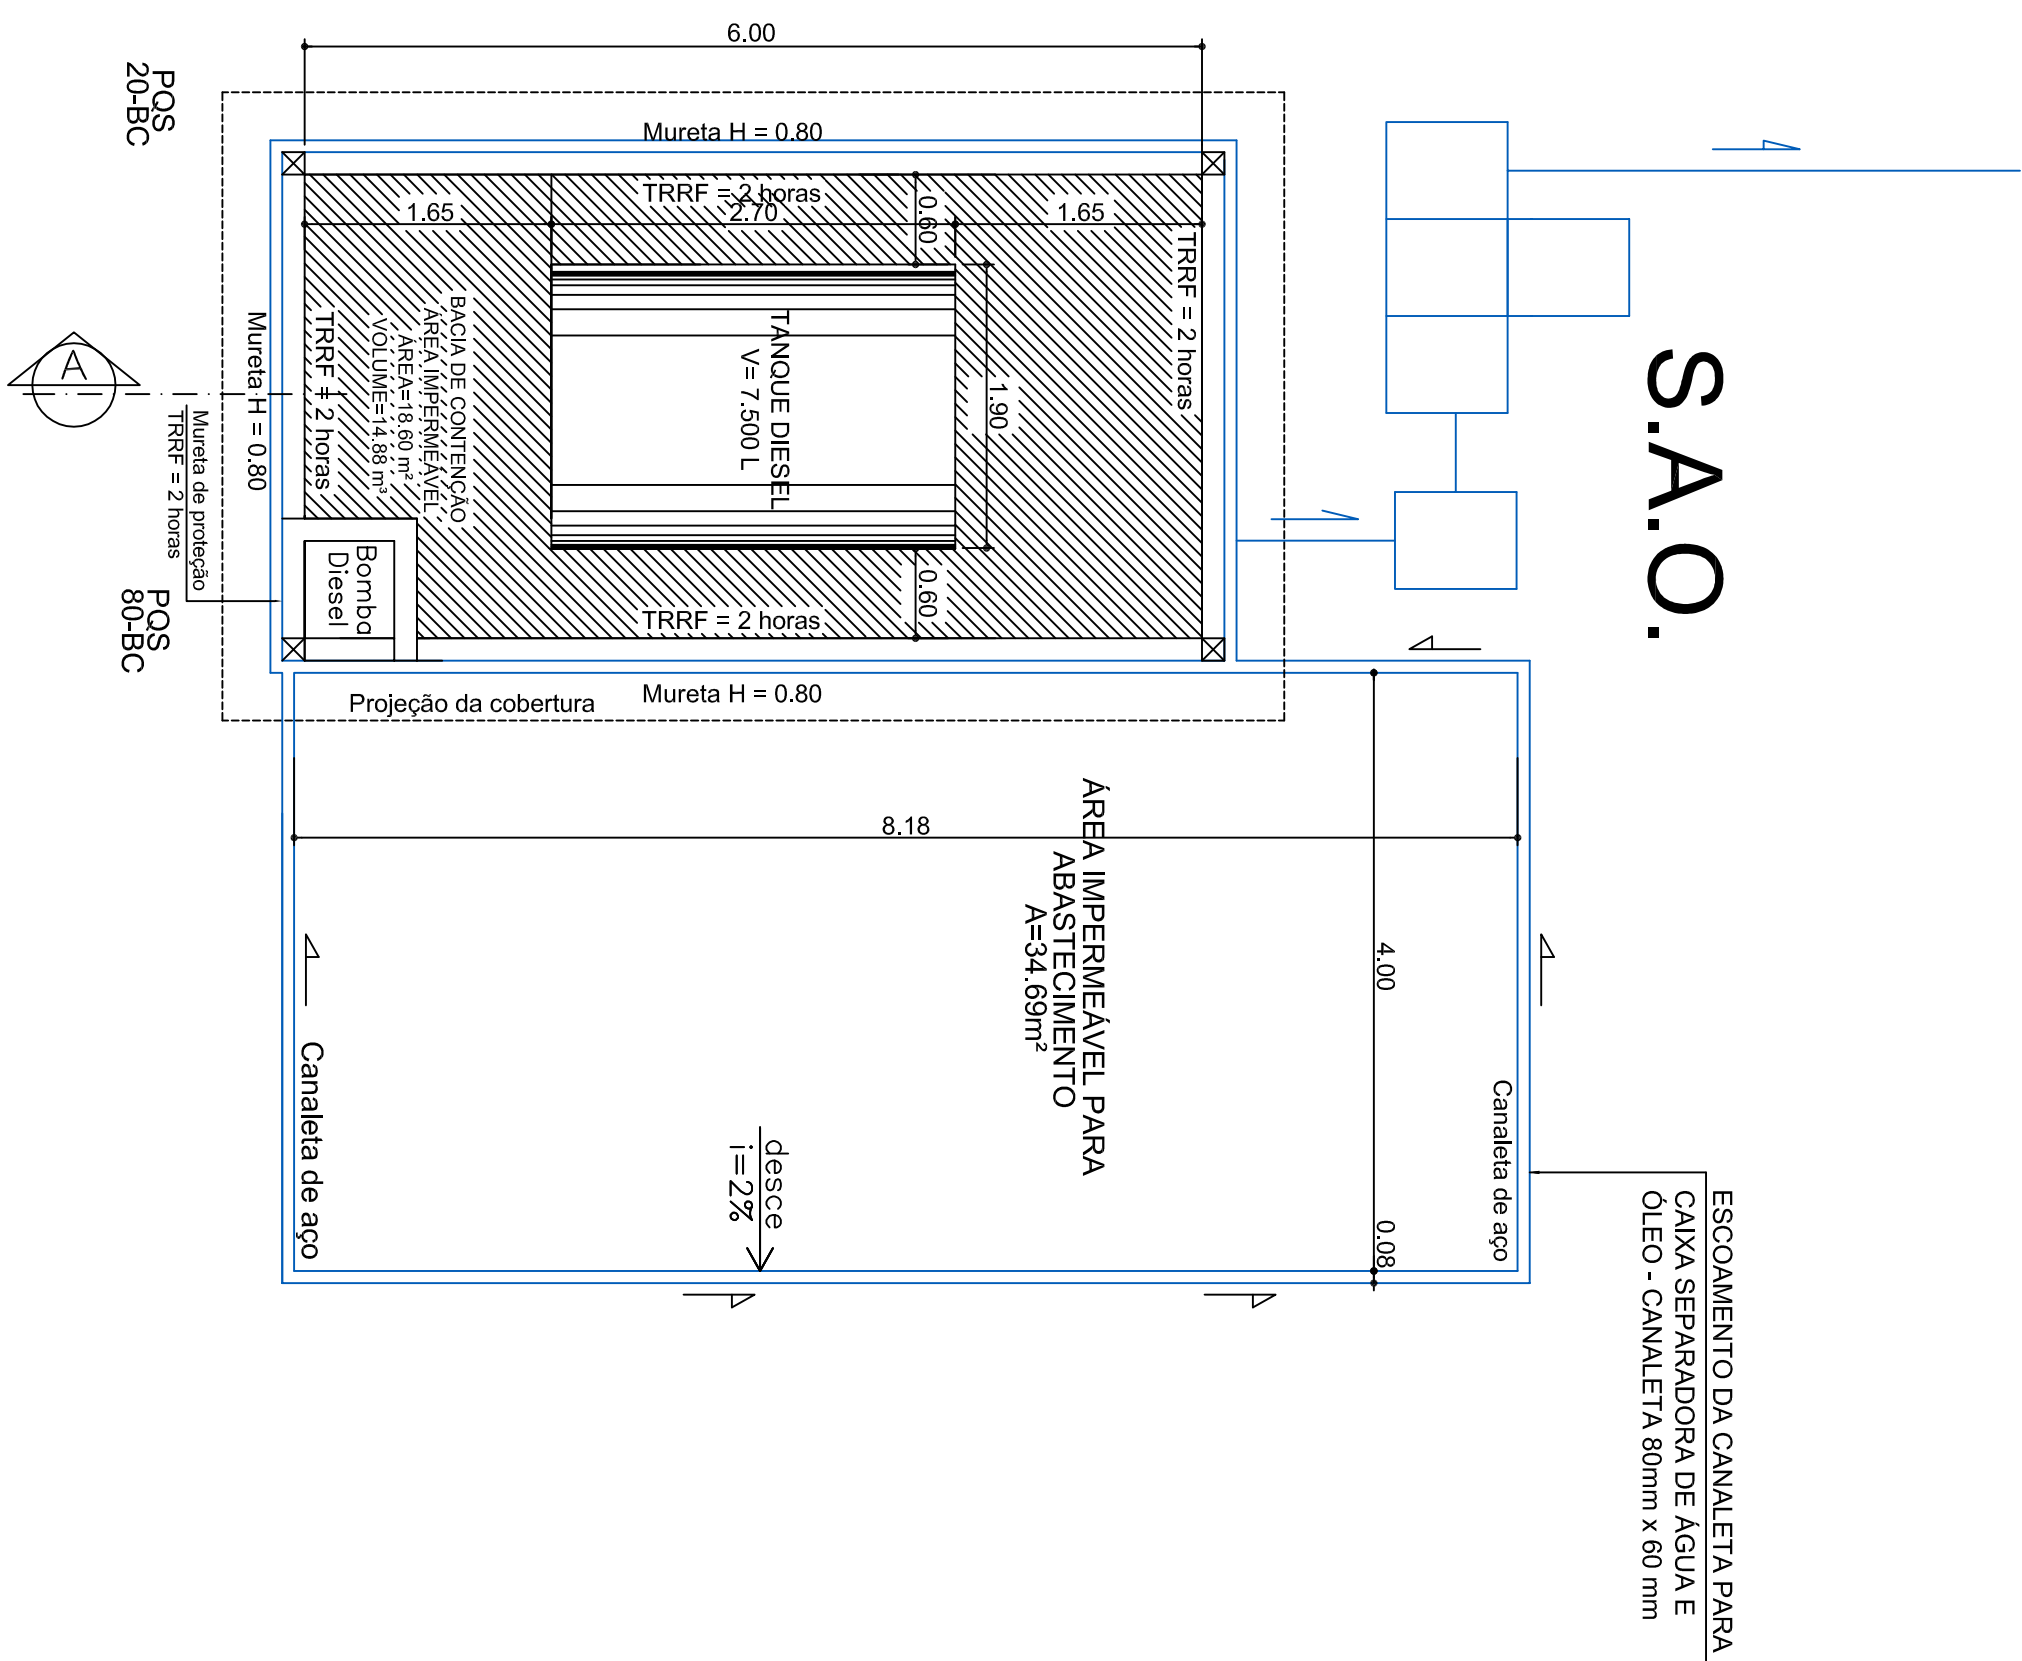 6.00
PQS
20-BC
Mureta H = 0.80
TRRF = 2 horas
1.65
2.70
1.65
0.60
TRRF = 2 horas
1.90
TANQUE DIESEL
V= 7.500 L
BACIA DE CONTENÇÃO
ÁREA IMPERMEÁVEL
ÁREA=18.60 m²
VOLUME=14.88 m³
TRRF = 2 horas
Mureta H = 0.80
A
Mureta de proteção
TRRF = 2 horas
Bomba
Diesel
0.60
TRRF = 2 horas
PQS
80-BC
Projeção da cobertura
Mureta H = 0.80
S.A.O.
8.18
ÁREA IMPERMEÁVEL PARA
ABASTECIMENTO
A=34.69m²
4.00
0.08
Canaleta de aço
desce
i=2%
Canaleta de aço
ESCOAMENTO DA CANALETA PARA
CAIXA SEPARADORA DE ÁGUA E
ÓLEO - CANALETA 80mm x 60 mm